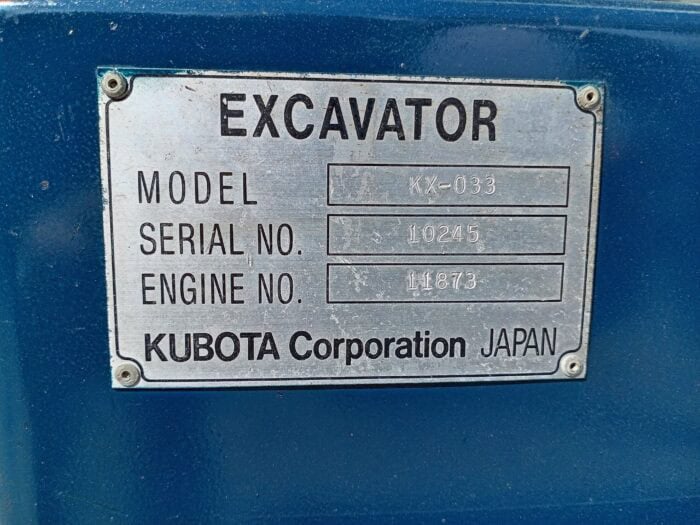 EXCAVATOR
MODEL KX-033
SERIAL NO. 10245
ENGINE NO. 11873
KUBOTA Corporation JAPAN